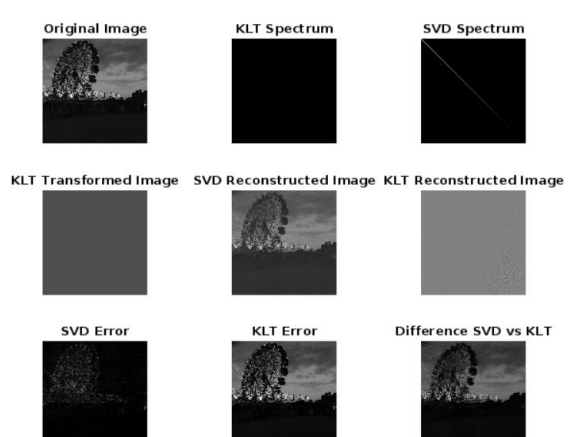 Original Image
KLT Spectrum
SVD Spectrum
KLT Transformed Image
SVD Reconstructed Image
KLT Reconstructed Image
SVD Error
KLT Error
Difference SVD vs KLT